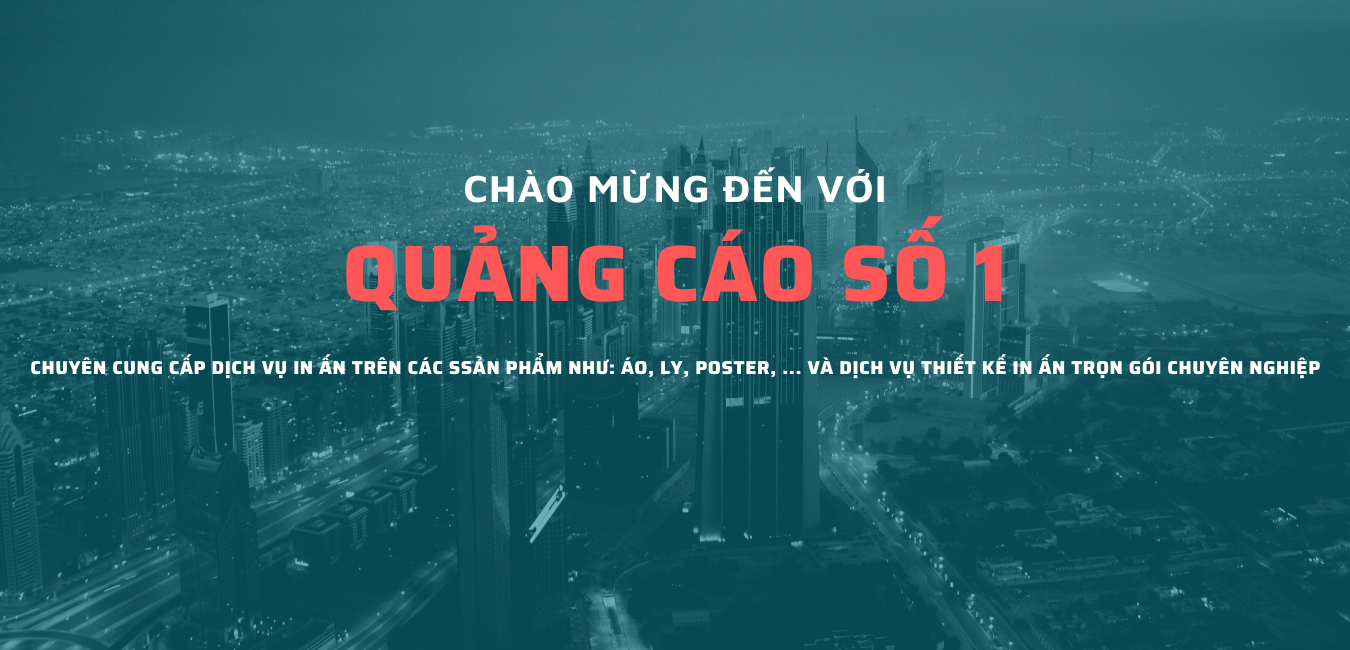 CHÀO MỪNG ĐẾN VỚI
QUẢNG CÁO SỐ 1
CHUYÊN CUNG CẤP DỊCH VỤ IN ẤN TRÊN CÁC SSẢN PHẨM NHƯ: ÁO, LY, POSTER, ... VÀ DỊCH VỤ THIẾT KẾ IN ẤN TRỌN GÓI CHUYÊN NGHIỆP